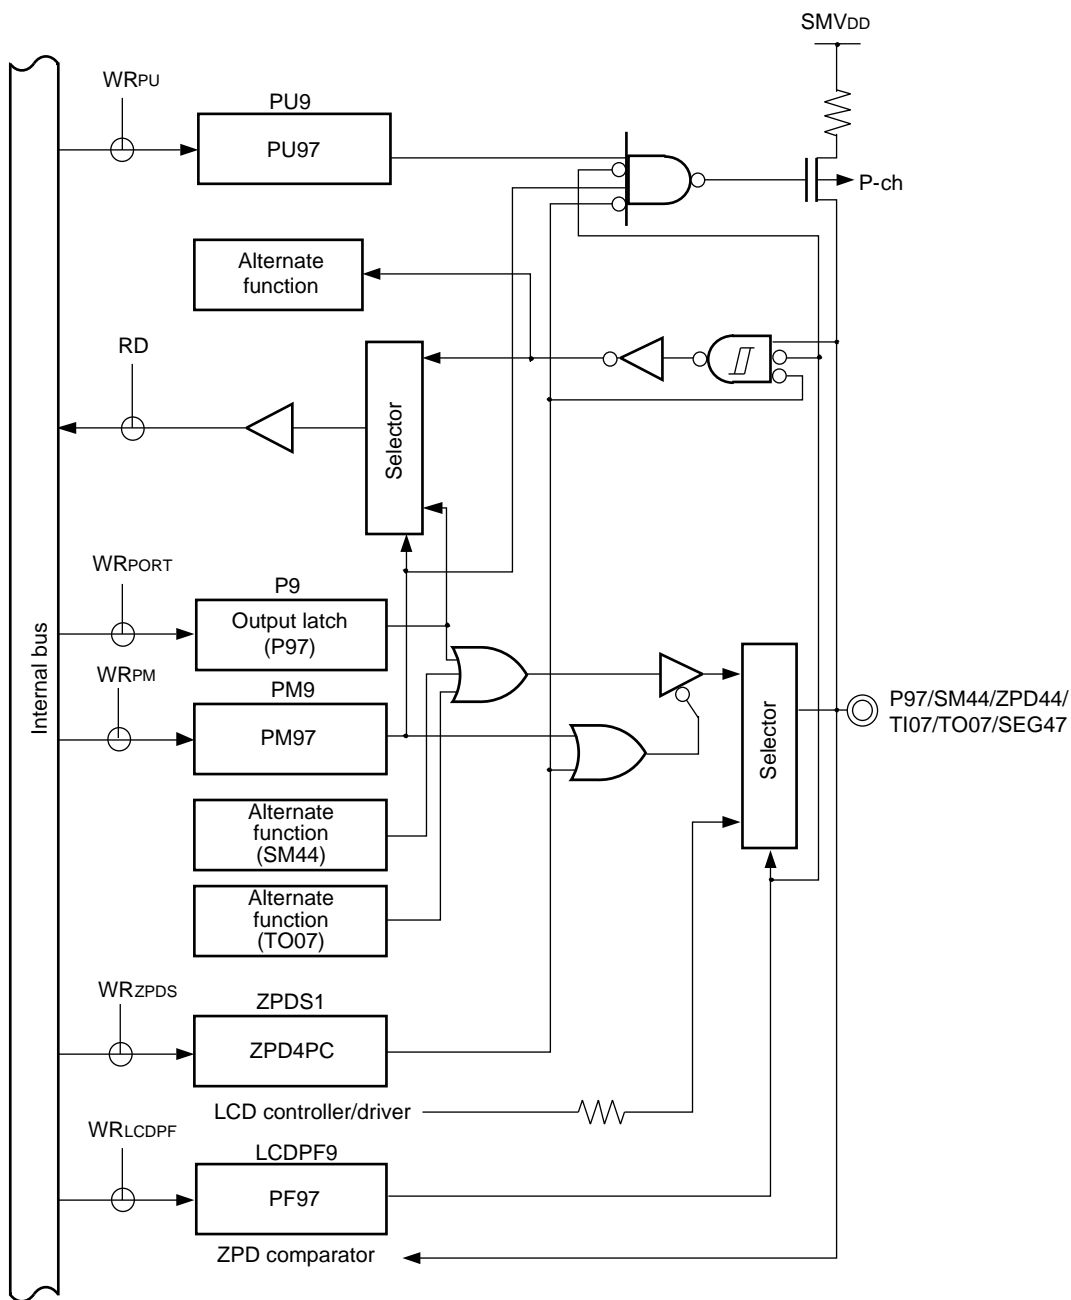 SMVDD
WRPU
PU9
PU97
P-ch
Alternate
function
RD
Selector
WRPORT
P9
Output latch
(P97)
Internal bus
WRPM
PM9
PM97
Selector
P97/SM44/ZPD44/
TI07/TO07/SEG47
Alternate
function
(SM44)
Alternate
function
(TO07)
WRZPDS
ZPDS1
ZPD4PC
LCD controller/driver
WRLCDPF
LCDPF9
PF97
ZPD comparator